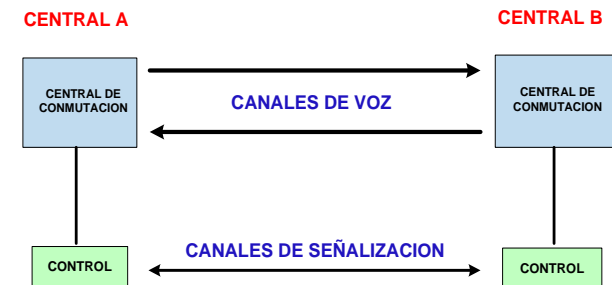 CENTRAL A
CENTRAL B
CENTRAL DE
CONMUTACION
CANALES DE VOZ
CENTRAL DE
CONMUTACION
CANALES DE SEÑALIZACION
CONTROL
CONTROL